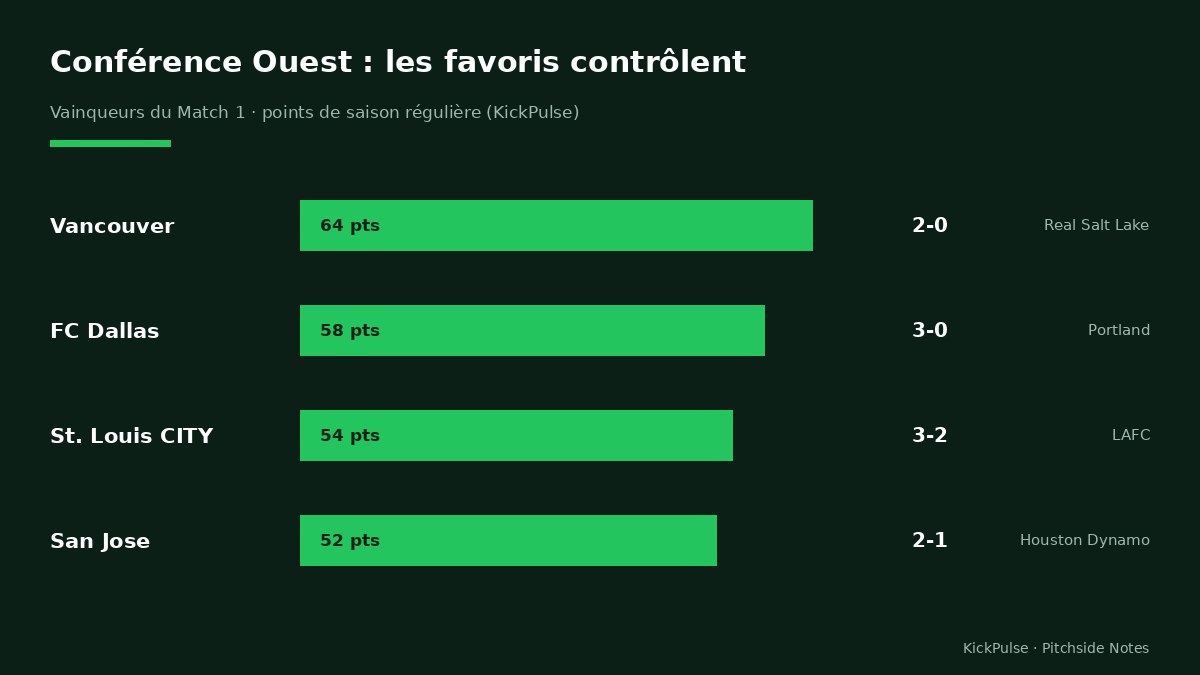 Conférence Ouest : les favoris contrôlent
Vainqueurs du Match 1 · points de saison régulière (KickPulse)
Vancouver 64 pts 2-0 Real Salt Lake
FC Dallas 58 pts 3-0 Portland
St. Louis CITY 54 pts 3-2 LAFC
San Jose 52 pts 2-1 Houston Dynamo
KickPulse · Pitchside Notes